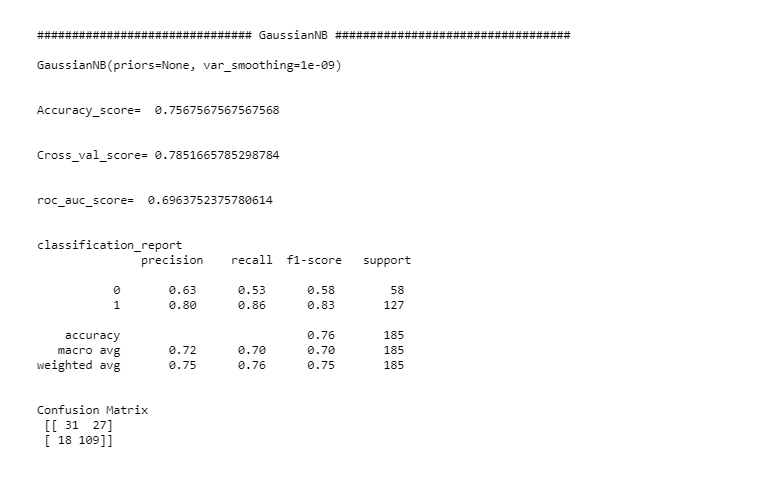 ############################### GaussianNB ##################################
GaussianNB(priors=None, var_smoothing=1e-09)
Accuracy_score=  0.7567567567567568
Cross_val_score= 0.7851665785298784
roc_auc_score=  0.6963752375780614
classification_report
precision    recall  f1-score   support
0       0.63      0.53      0.58        58
1       0.80      0.86      0.83       127
accuracy                           0.76       185
macro avg       0.72      0.70      0.70       185
weighted avg       0.75      0.76      0.75       185
Confusion Matrix
[[ 31  27]
[ 18 109]]